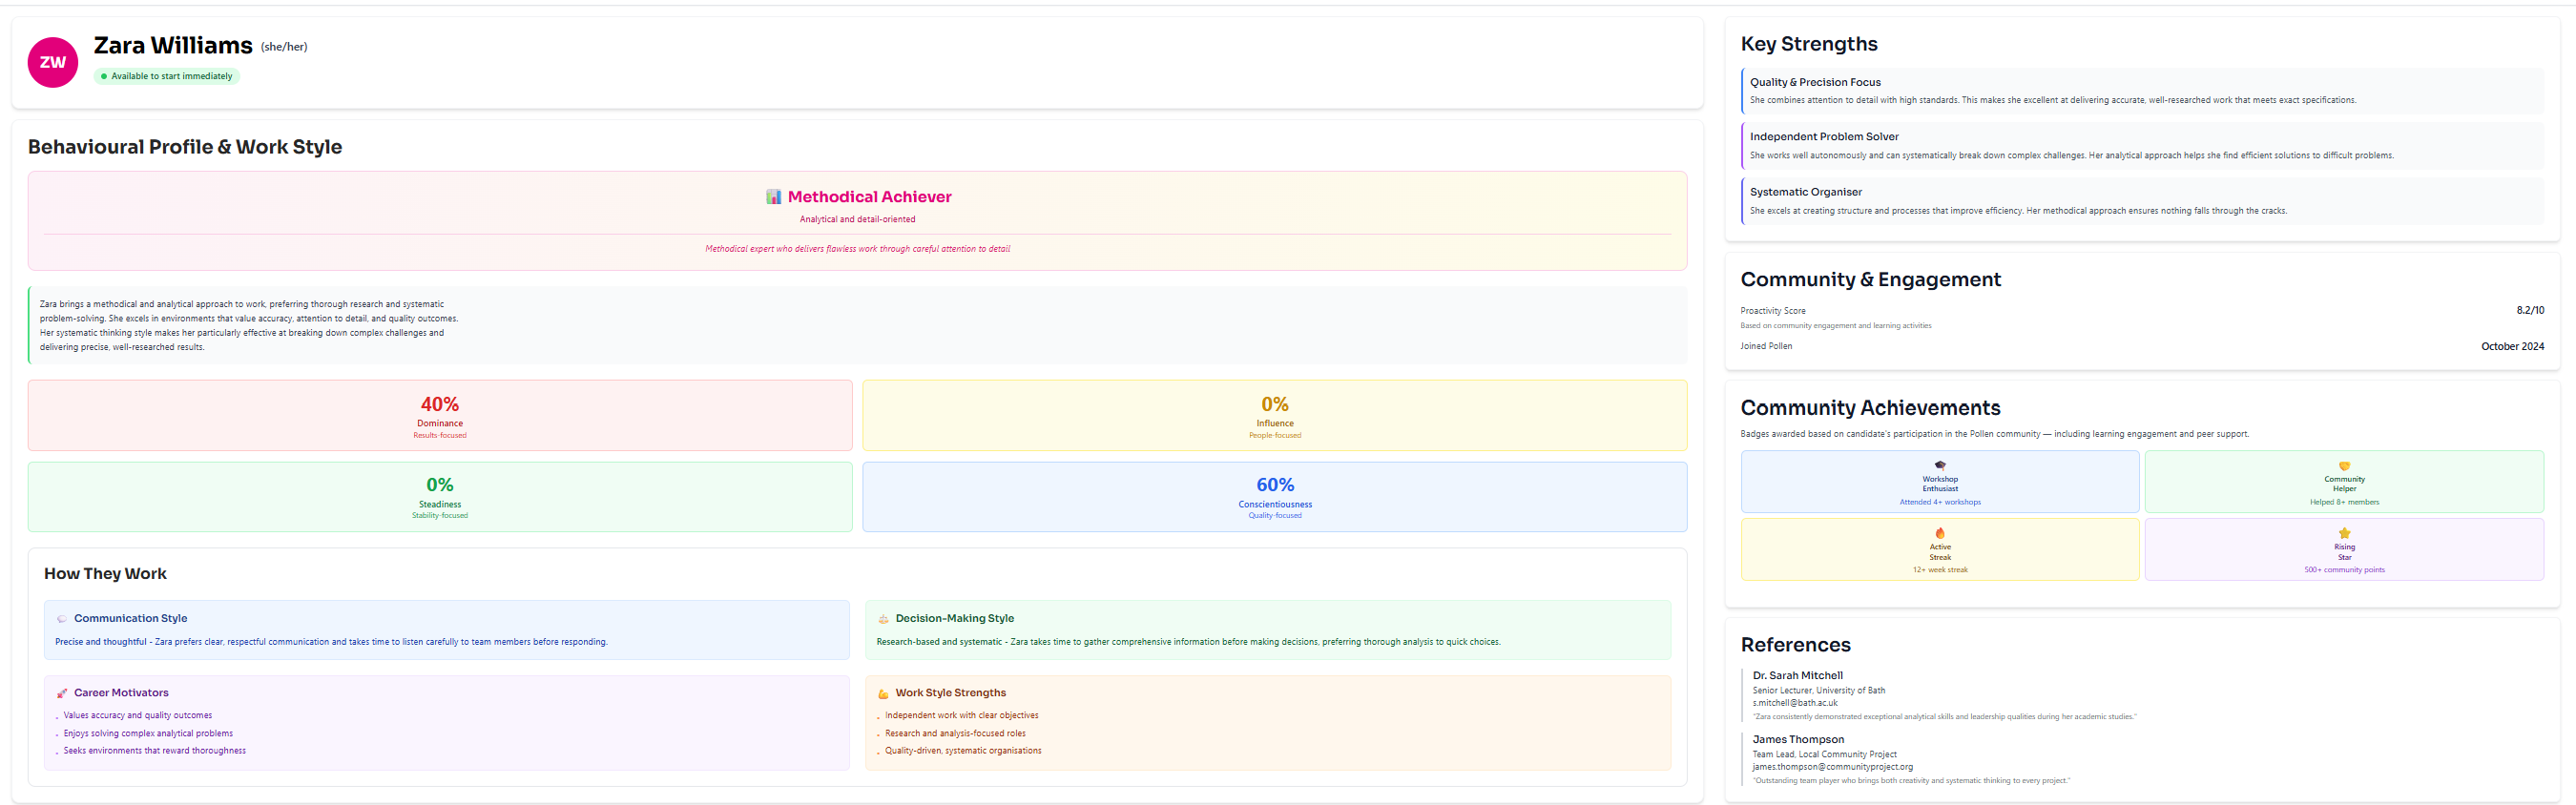 ZW
Zara Williams (she/her)
Available to start immediately
Behavioural Profile & Work Style
Methodical Achiever
Analytical and detail-oriented
Methodical expert who delivers flawless work through careful attention to detail
Zara brings a methodical and analytical approach to work, preferring thorough research and systematic
problem-solving. She excels in environments that value accuracy, attention to detail, and quality outcomes.
Her systematic thinking style makes her particularly effective at breaking down complex challenges and
delivering precise, well-researched results.
40%
Dominance
Results-focused
0%
Influence
People-focused
0%
Steadiness
Stability-focused
60%
Conscientiousness
Quality-focused
How They Work
Communication Style
Precise and thoughtful - Zara prefers clear, respectful communication and takes time to listen carefully to team members before responding.
Decision-Making Style
Research-based and systematic - Zara takes time to gather comprehensive information before making decisions, preferring thorough analysis to quick choices.
Career Motivators
• Values accuracy and quality outcomes
• Enjoys solving complex analytical problems
• Seeks environments that reward thoroughness
Work Style Strengths
• Independent work with clear objectives
• Research and analysis-focused roles
• Quality-driven, systematic organisations
Key Strengths
Quality & Precision Focus
She combines attention to detail with high standards. This makes she excellent at delivering accurate, well-researched work that meets exact specifications.
Independent Problem Solver
She works well autonomously and can systematically break down complex challenges. Her analytical approach helps she find efficient solutions to difficult problems.
Systematic Organiser
She excels at creating structure and processes that improve efficiency. Her methodical approach ensures nothing falls through the cracks.
Community & Engagement
Proactivity Score
8.2/10
Based on community engagement and learning activities
Joined Pollen
October 2024
Community Achievements
Badges awarded based on candidate's participation in the Pollen community — including learning engagement and peer support.
Workshop
Enthusiast
Attended 4+ workshops
Community
Helper
Helped 8+ members
Active
Streak
12+ week streak
Rising
Star
500+ community points
References
Dr. Sarah Mitchell
Senior Lecturer, University of Bath
s.mitchell@bath.ac.uk
"Zara consistently demonstrated exceptional analytical skills and leadership qualities during her academic studies."
James Thompson
Team Lead, Local Community Project
james.thompson@communityproject.org
"Outstanding team player who brings both creativity and systematic thinking to every project."